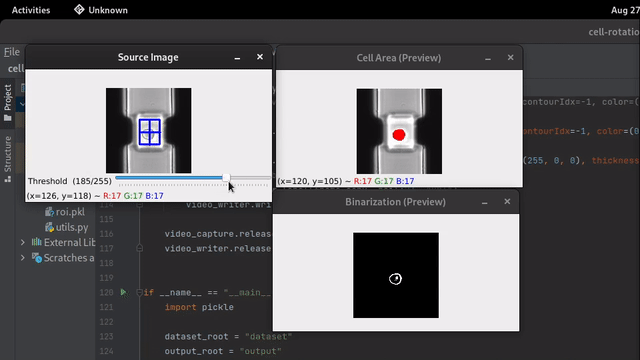 Activities
Unknown
Aug 27
cell-rotatio
File
cell
Source Image
Cell Area (Preview)
Project
Structure
contourIdx=-1, color=(
contourIdx=-1, color=(0
(255, 0, 0), thickness
Threshold (185/255)
(x=126, y=118) ~ R:17 G:17 B:17
(x=120, y=105) ~ R:17 G:17 B:17
Binarization (Preview)
roi.pkl
utils.py
External Lib
Scratches a
114
video_writer.wri
115
116
video_capture.releas
117
video_writer.release
118
119
120
if __name__ == "__main__
121
import pickle
122
123
dataset_root = "dataset"
124
output_root = "output"